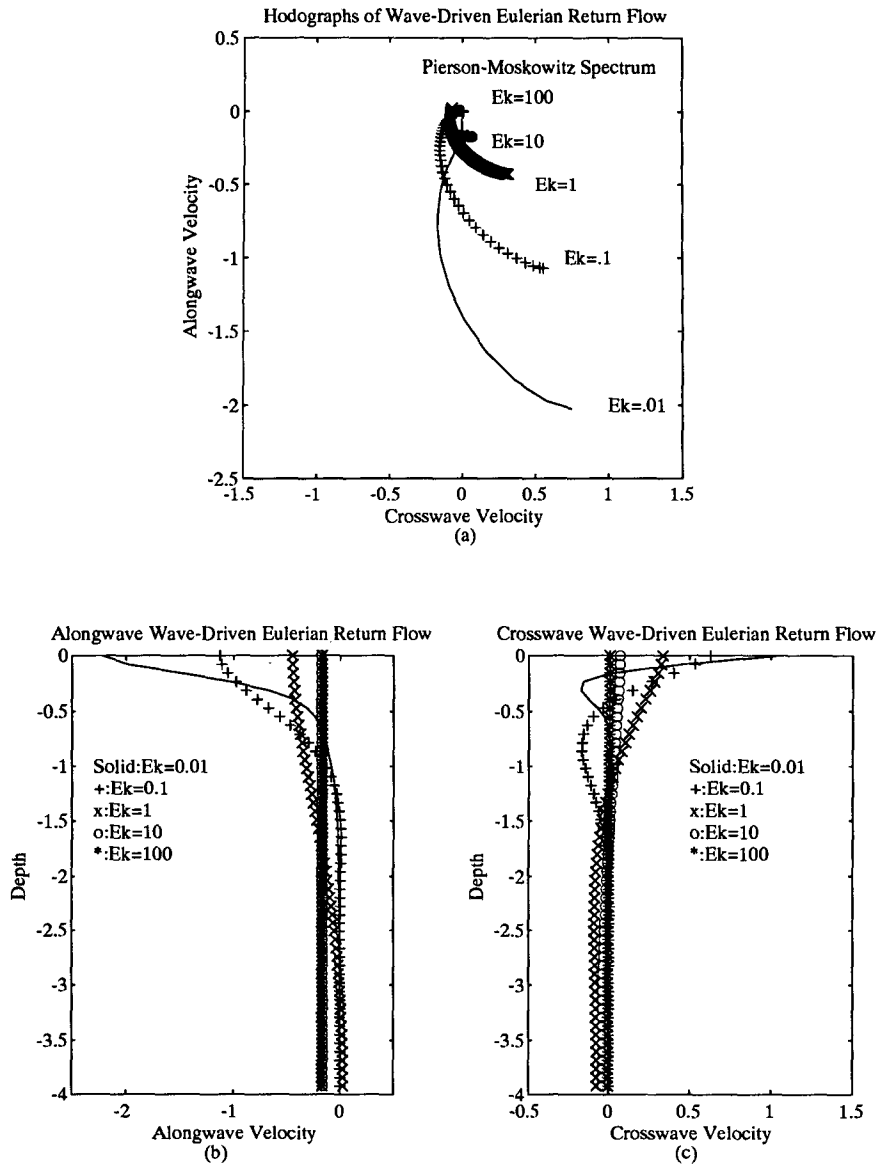 Hodographs of Wave-Driven Eulerian Return Flow
0.5
0
-0.5
-1
-1.5
-2
-2.5
Alongwave Velocity
Pierson-Moskowitz Spectrum
Ek=100
Ek=10
Ek=1
Ek=.1
Ek=.01
-1.5 -1 -0.5 0 0.5 1 1.5
Crosswave Velocity
(a)
Alongwave Wave-Driven Eulerian Return Flow
0
-0.5
-1
-1.5
-2
-2.5
-3
-3.5
-4
Depth
Solid:Ek=0.01
+:Ek=0.1
x:Ek=1
o:Ek=10
*:Ek=100
-2 -1 0
Alongwave Velocity
(b)
Crosswave Wave-Driven Eulerian Return Flow
0
-0.5
-1
-1.5
-2
-2.5
-3
-3.5
-4
Depth
Solid:Ek=0.01
+:Ek=0.1
x:Ek=1
o:Ek=10
*:Ek=100
-0.5 0 0.5 1 1.5
Crosswave Velocity
(c)